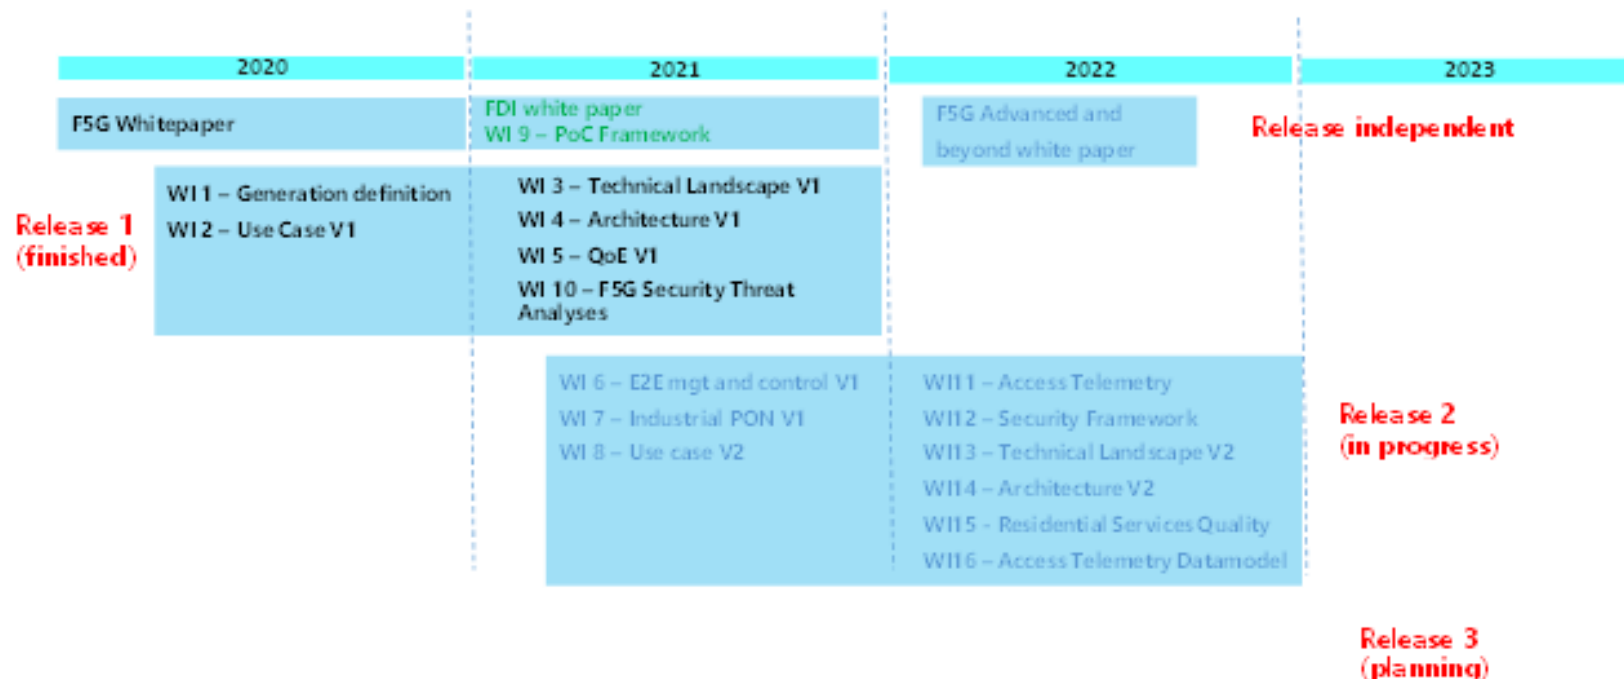 2020
2021
2022
2023
F5G Whitepaper
FDI white paper
WI 9 – PoC Framework
F5G Advanced and
beyond white paper
Release independent
Release 1
(finished)
WI 1 – Generation definition
WI 2 – Use Case V1
WI 3 – Technical Landscape V1
WI 4 – Architecture V1
WI 5 – QoE V1
WI 10 – F5G Security Threat
Analyses
WI 6 – E2E mgt and control V1
WI 7 – Industrial PON V1
WI 8 – Use case V2
WI11 – Access Telemetry
WI12 – Security Framework
WI13 – Technical Landscape V2
WI14 – Architecture V2
WI15 - Residential Services Quality
WI16 – Access Telemetry Datamodel
Release 2
(in progress)
Release 3
(planning)